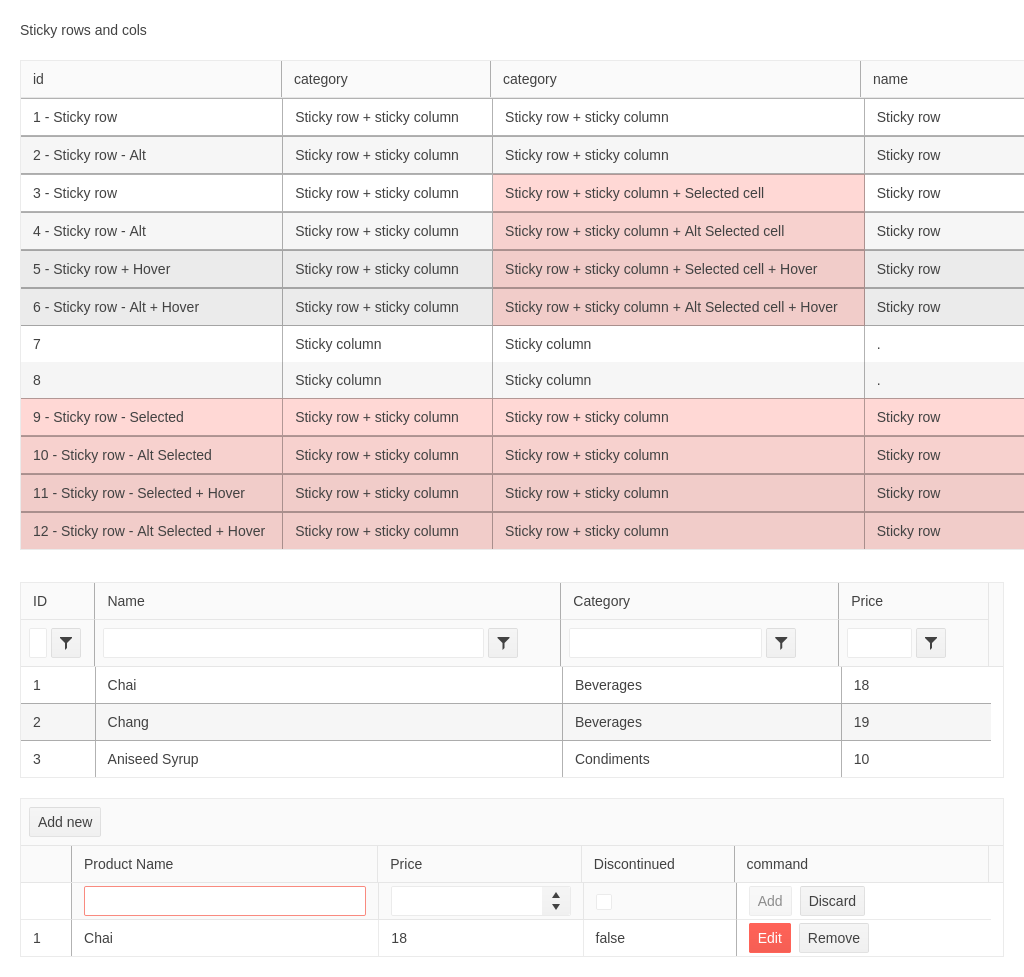 Sticky rows and cols
id category category name
1 - Sticky row Sticky row + sticky column Sticky row + sticky column Sticky row
2 - Sticky row - Alt Sticky row + sticky column Sticky row + sticky column Sticky row
3 - Sticky row Sticky row + sticky column Sticky row + sticky column + Selected cell Sticky row
4 - Sticky row - Alt Sticky row + sticky column Sticky row + sticky column + Alt Selected cell Sticky row
5 - Sticky row + Hover Sticky row + sticky column Sticky row + sticky column + Selected cell + Hover Sticky row
6 - Sticky row - Alt + Hover Sticky row + sticky column Sticky row + sticky column + Alt Selected cell + Hover Sticky row
7 Sticky column Sticky column .
8 Sticky column Sticky column .
9 - Sticky row - Selected Sticky row + sticky column Sticky row + sticky column Sticky row
10 - Sticky row - Alt Selected Sticky row + sticky column Sticky row + sticky column Sticky row
11 - Sticky row - Selected + Hover Sticky row + sticky column Sticky row + sticky column Sticky row
12 - Sticky row - Alt Selected + Hover Sticky row + sticky column Sticky row + sticky column Sticky row
ID Name Category Price
1 Chai Beverages 18
2 Chang Beverages 19
3 Aniseed Syrup Condiments 10
Add new
Product Name Price Discontinued command
Add Discard
1 Chai 18 false Edit Remove